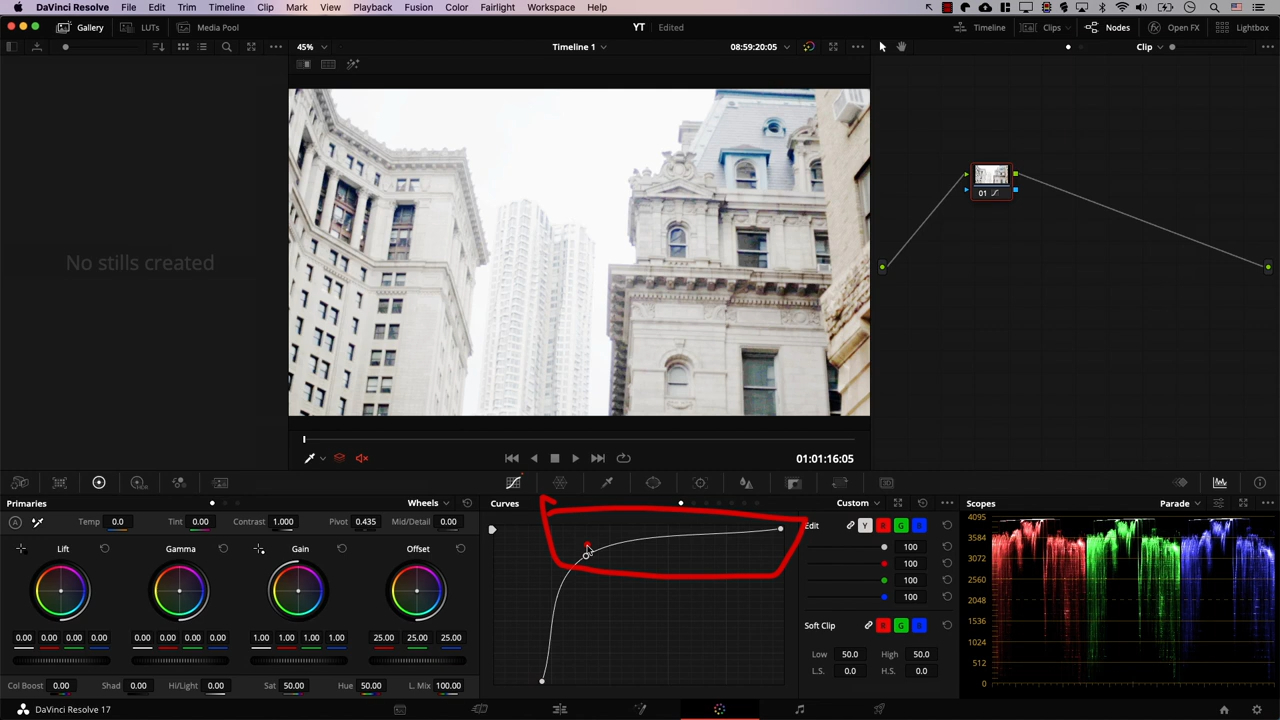 DaVinci Resolve File Edit Trim Timeline Clip Mark View Playback Fusion Color Fairlight Workspace Help
Gallery LUTs Media Pool YT Edited Timeline Clips Nodes Open FX Lightbox
45% Timeline 1 08:59:20:05 Clip
No stills created
01
01:01:16:05
Primaries Wheels Curves Custom Scopes Parade
A Temp 0.0 Tint 0.00 Contrast 1.000 Pivot 0.435 Mid/Detail 0.00
Edit Y R G B
Lift Gamma Gain Offset
100
100
100
100
Soft Clip R G B
0.00 0.00 0.00 0.00 0.00 0.00 0.00 0.00 1.00 1.00 1.00 1.00 25.00 25.00 25.00
Low 50.0 High 50.0
L.S. 0.0 H.S. 0.0
Col Boost 0.00 Shad 0.00 Hi/Light 0.00 Sat 50.00 Hue 50.00 L. Mix 100.00
4095
3584
3072
2560
2048
1536
1024
512
0
DaVinci Resolve 17